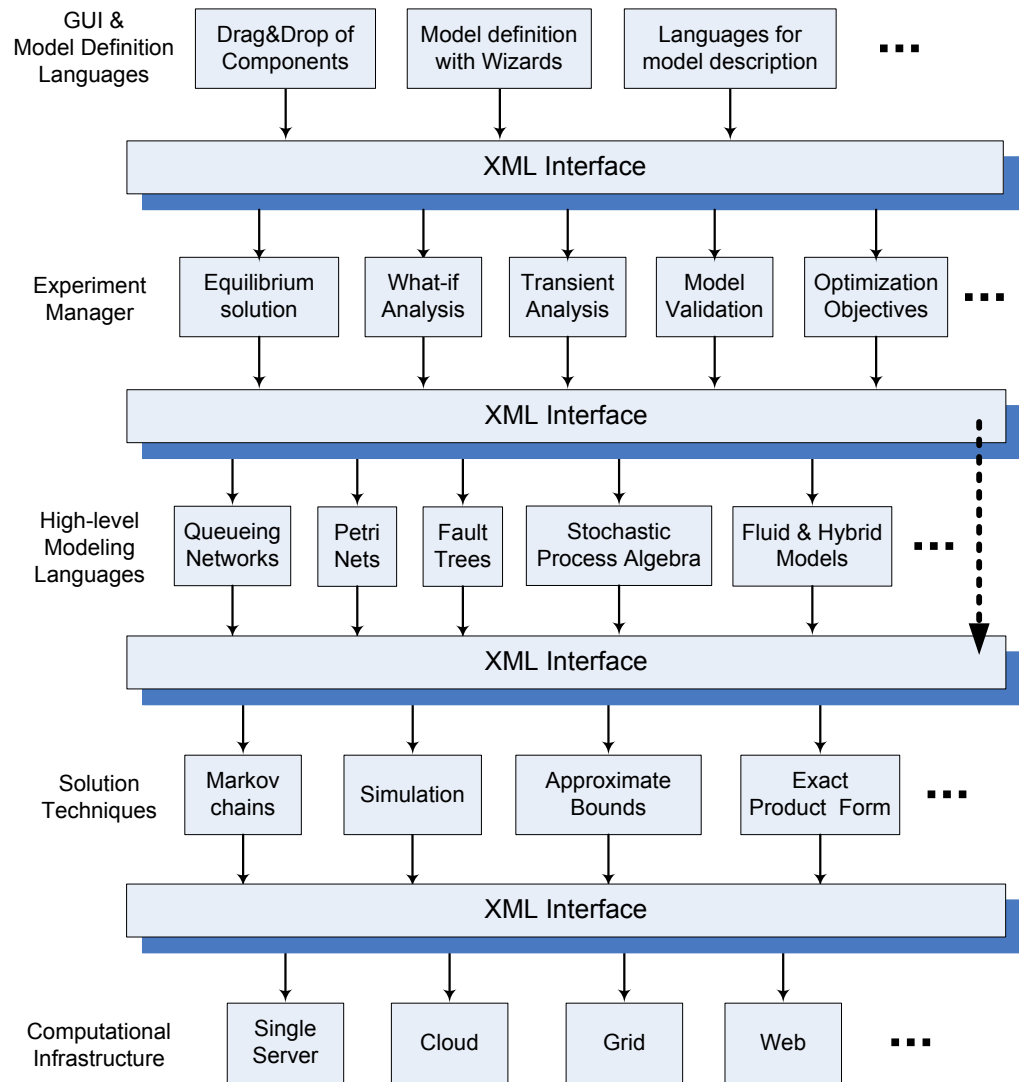 GUI &
Model Definition
Languages
Drag&Drop of
Components
Model definition
with Wizards
Languages for
model description
XML Interface
Experiment
Manager
Equilibrium
solution
What-if
Analysis
Transient
Analysis
Model
Validation
Optimization
Objectives
XML Interface
High-level
Modeling
Languages
Queueing
Networks
Petri
Nets
Fault
Trees
Stochastic
Process Algebra
Fluid & Hybrid
Models
XML Interface
Solution
Techniques
Markov
chains
Simulation
Approximate
Bounds
Exact
Product Form
XML Interface
Computational
Infrastructure
Single
Server
Cloud
Grid
Web